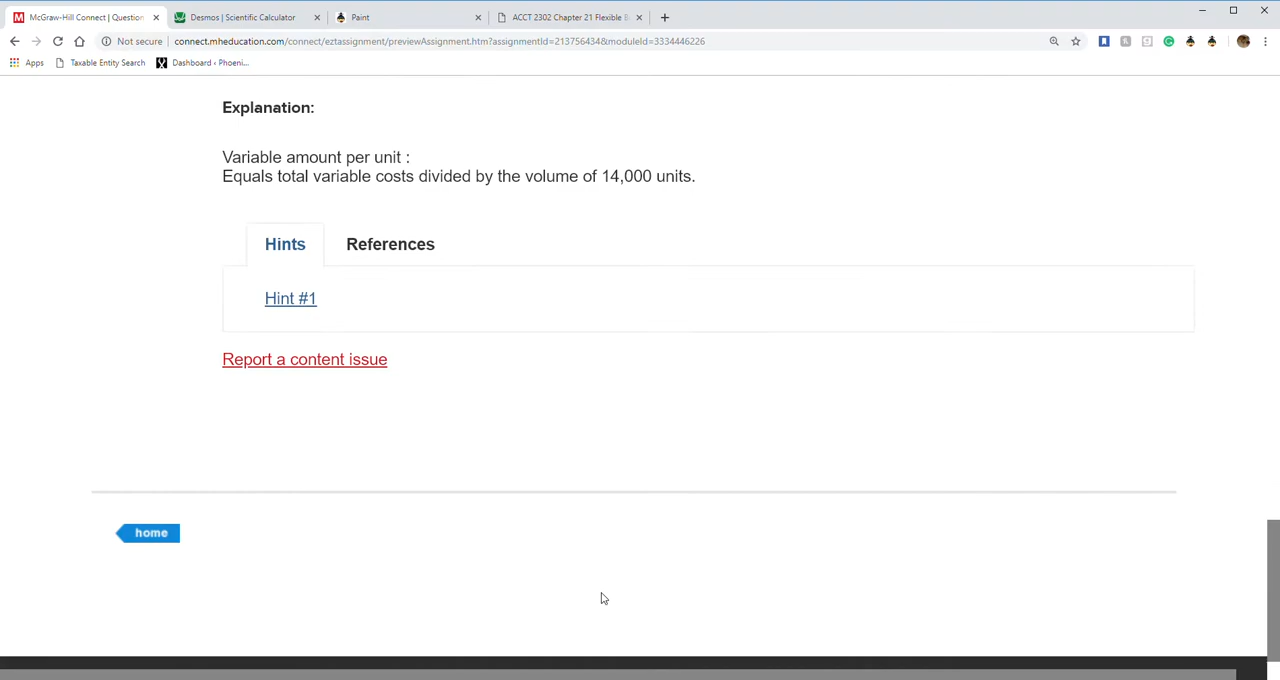 McGraw-Hill Connect | Question
Desmos | Scientific Calculator
Paint
ACCT 2302 Chapter 21 Flexible B
Not secure
connect.mheducation.com/connect/eztassignment/previewAssignment.htm?assignmentId=213756434&moduleId=3334446226
Apps
Taxable Entity Search
Dashboard ‹ Phoeni...
Explanation:
Variable amount per unit :
Equals total variable costs divided by the volume of 14,000 units.
Hints
References
Hint #1
Report a content issue
home